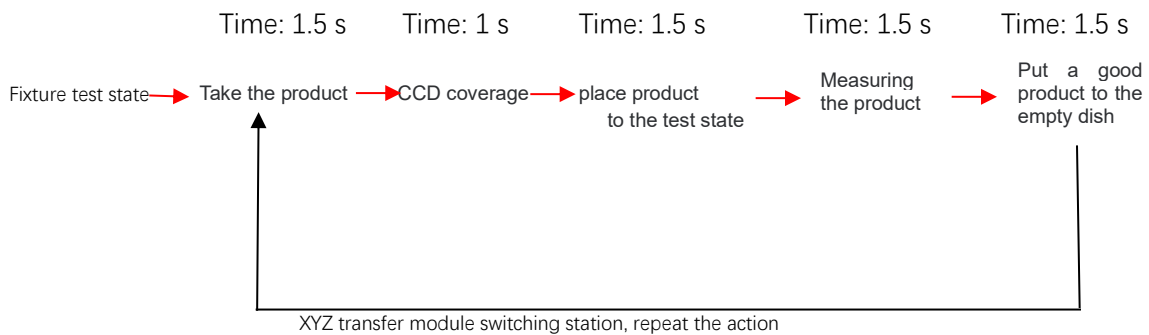 Time: 1.5 s
Time: 1 s
Time: 1.5 s
Time: 1.5 s
Time: 1.5 s
Fixture test state
Take the product
CCD coverage
place product
to the test state
Measuring
the product
Put a good
product to the
empty dish
XYZ transfer module switching station, repeat the action